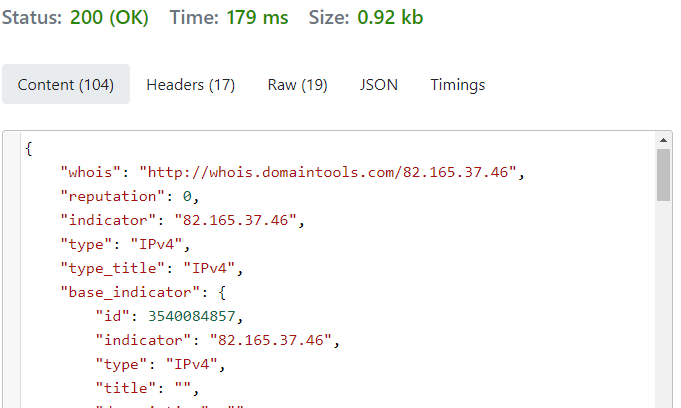 Status: 200 (OK) Time: 179 ms Size: 0.92 kb
Content (104) Headers (17) Raw (19) JSON Timings
{
"whois": "http://whois.domaintools.com/82.165.37.46",
"reputation": 0,
"indicator": "82.165.37.46",
"type": "IPv4",
"type_title": "IPv4",
"base_indicator": {
"id": 3540084857,
"indicator": "82.165.37.46",
"type": "IPv4",
"title": "",